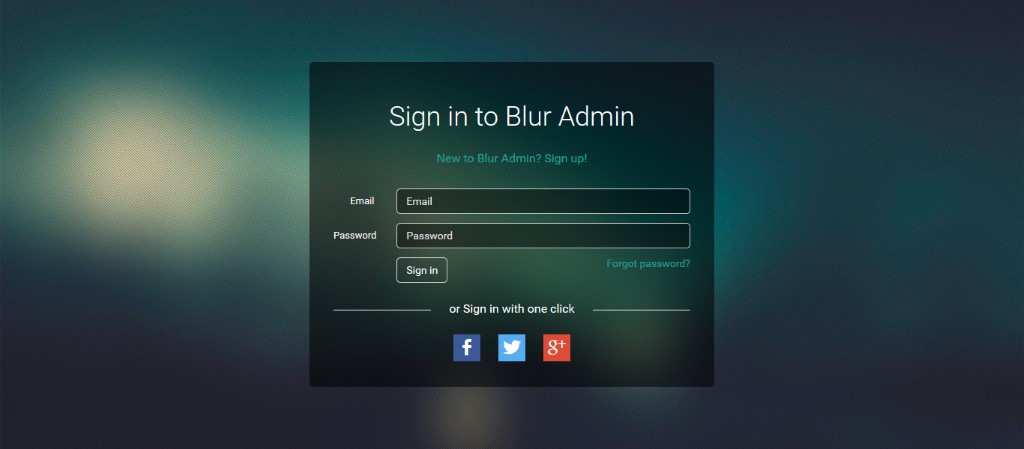 Sign in to Blur Admin
New to Blur Admin? Sign up!
Email
Email
Password
Password
Sign in
Forgot password?
or Sign in with one click
f
g+